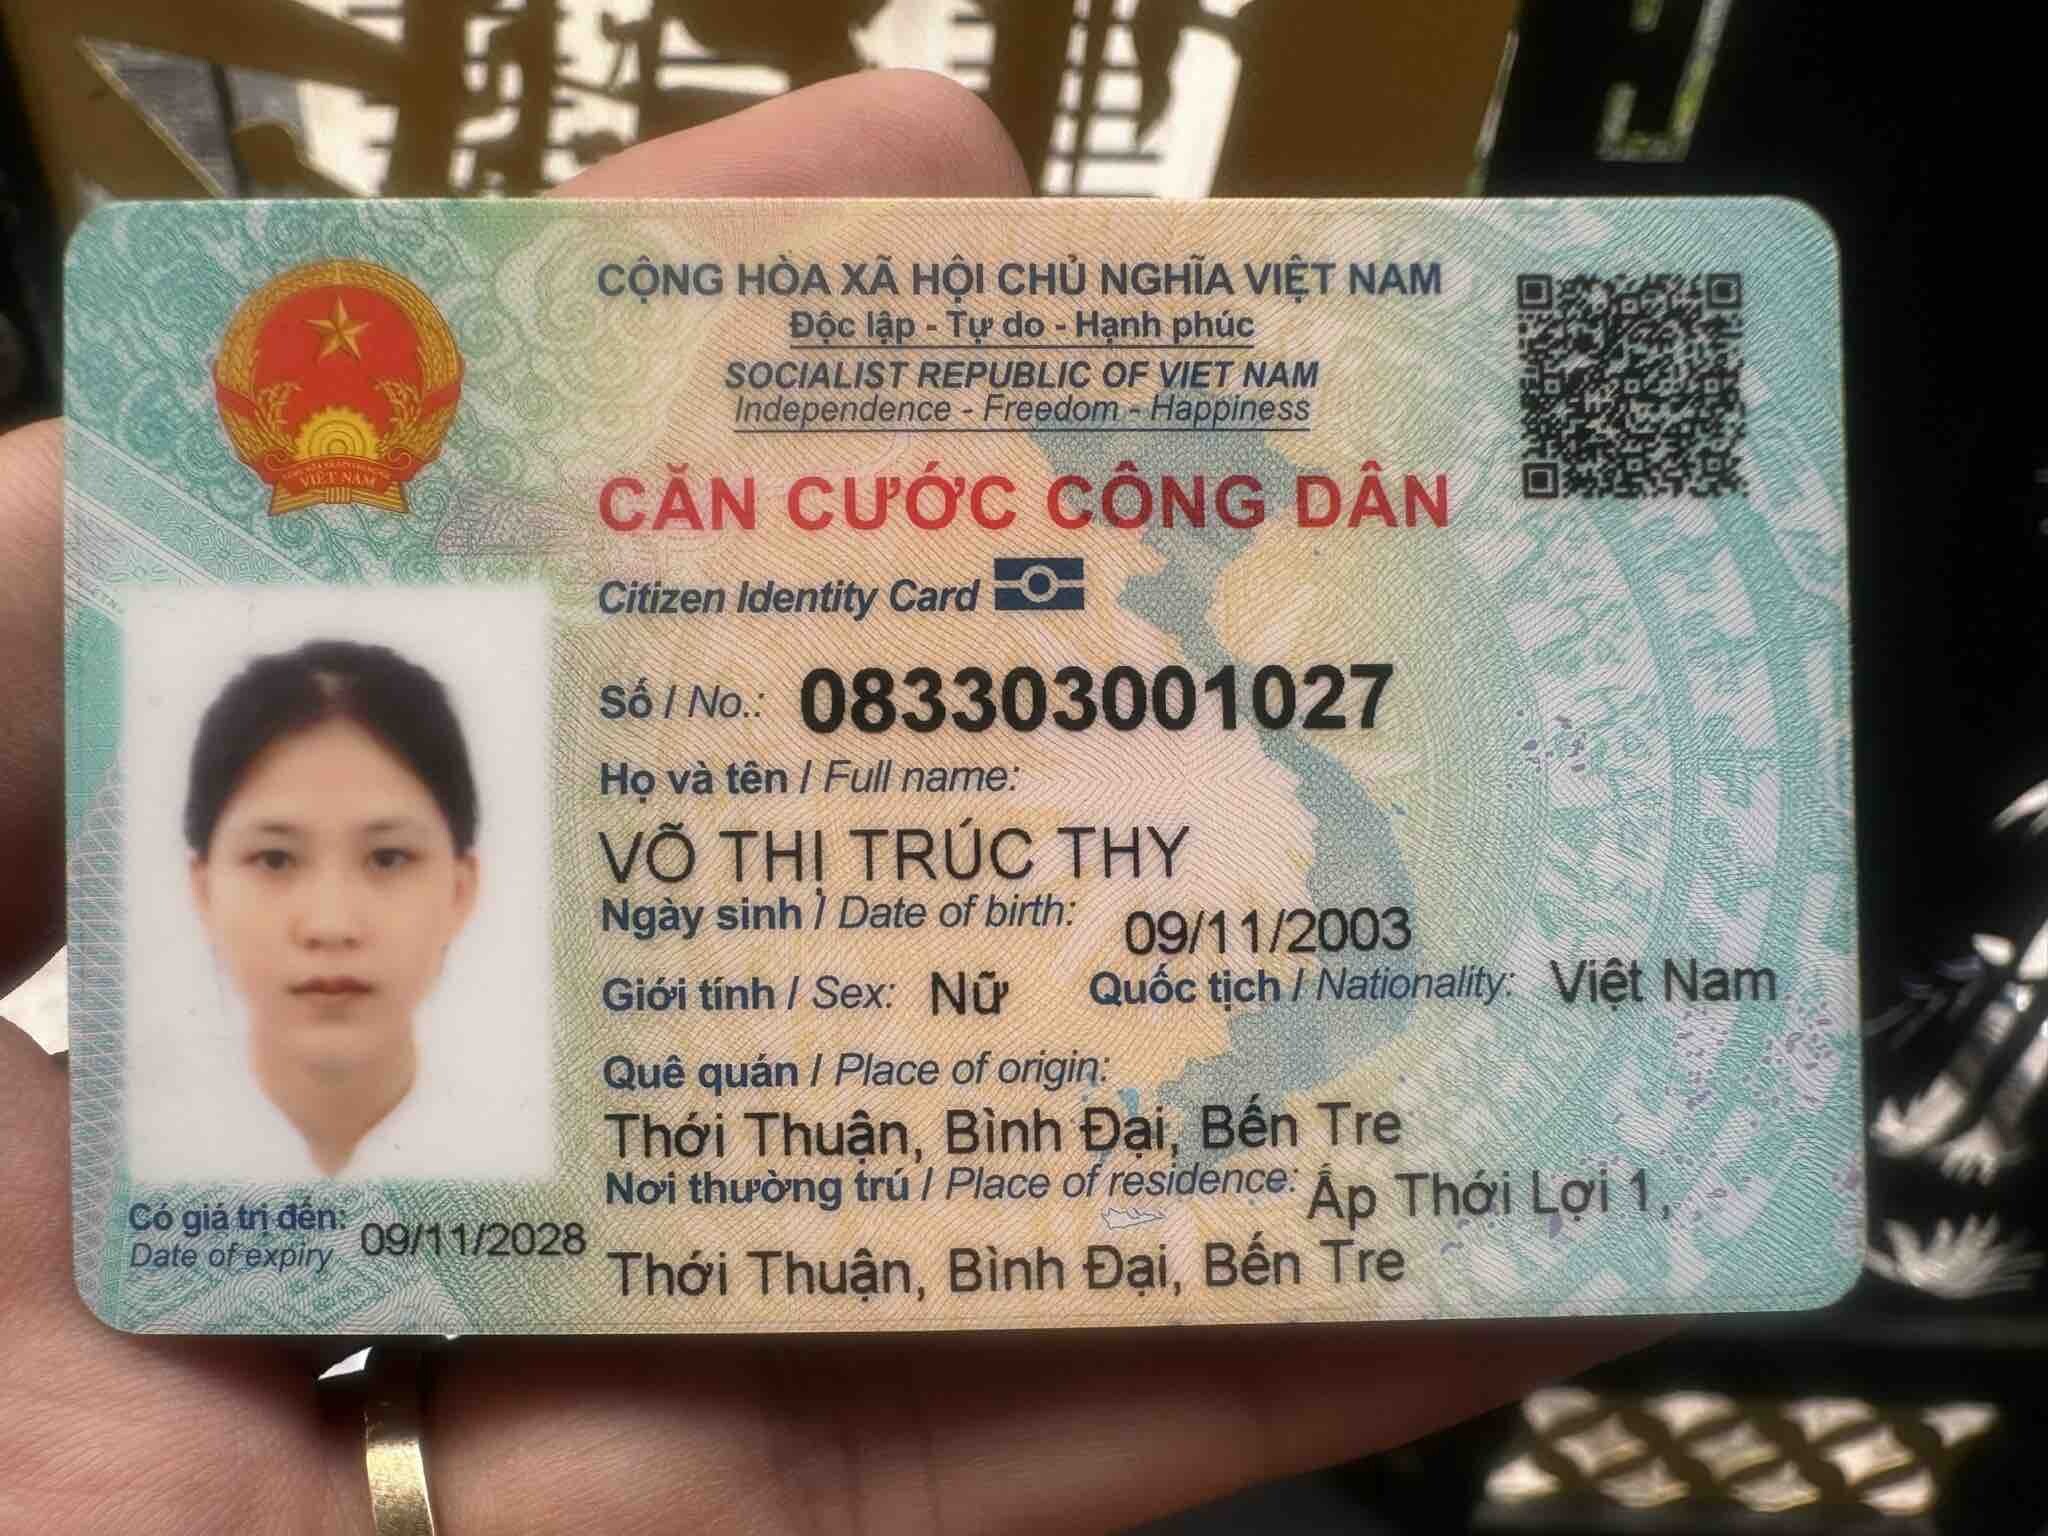 CỘNG HÒA XÃ HỘI CHỦ NGHĨA VIỆT NAM
Độc lập - Tự do - Hạnh phúc
SOCIALIST REPUBLIC OF VIET NAM
Independence - Freedom - Happiness
VIỆT NAM
CĂN CƯỚC CÔNG DÂN
Citizen Identity Card
Số / No.: 083303001027
Họ và tên / Full name:
VÕ THỊ TRÚC THY
Ngày sinh / Date of birth: 09/11/2003
Giới tính / Sex: Nữ Quốc tịch / Nationality: Việt Nam
Quê quán / Place of origin:
Thới Thuận, Bình Đại, Bến Tre
Nơi thường trú / Place of residence: Ấp Thới Lợi 1,
Thới Thuận, Bình Đại, Bến Tre
Có giá trị đến: 09/11/2028
Date of expiry